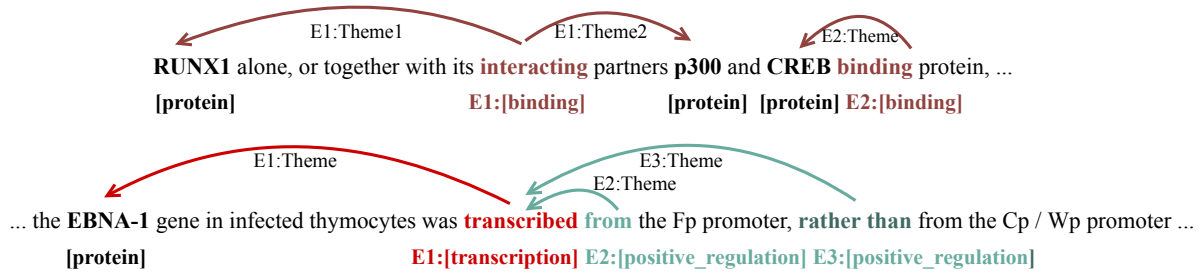 E1:Theme1 E1:Theme2 E2:Theme
RUNX1 alone, or together with its interacting partners p300 and CREB binding protein, ...
[protein] E1:[binding] [protein] [protein] E2:[binding]
E3:Theme
E1:Theme
E2:Theme
... the EBNA-1 gene in infected thymocytes was transcribed from the Fp promoter, rather than from the Cp / Wp promoter ...
[protein] E1:[transcription] E2:[positive_regulation] E3:[positive_regulation]